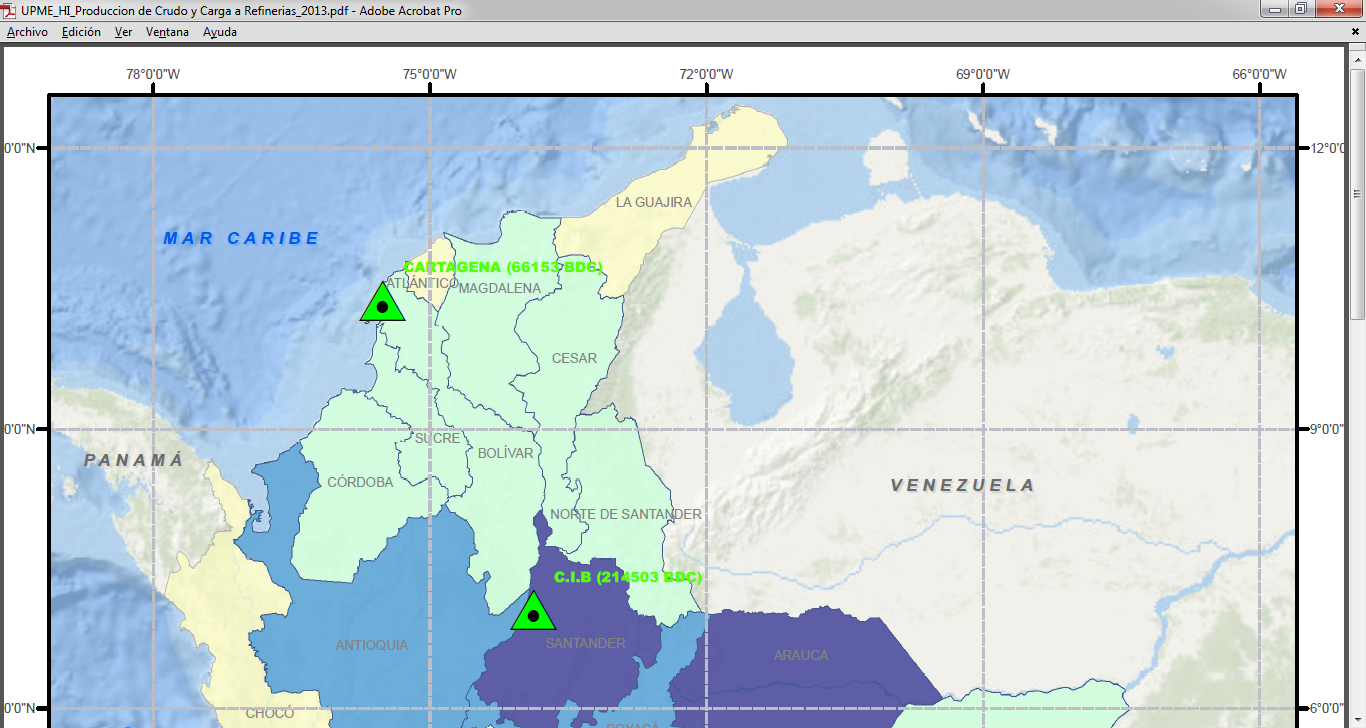 UPME_HI_Produccion de Crudo y Carga a Refinerias_2013.pdf - Adobe Acrobat Pro
Archivo Edición Ver Ventana Ayuda
78°0'0"W 75°0'0"W 72°0'0"W 69°0'0"W 66°0'0"W
0'0"N 12°0'0
LA GUAJIRA
MAR CARIBE
CARTAGENA (66153 BDC)
ATLÁNTICO
MAGDALENA
CESAR
0'0"N 9°0'0"
SUCRE
BOLÍVAR
PANAMÁ
CÓRDOBA
VENEZUELA
NORTE DE SANTANDER
C.I.B (214503 BDC)
ANTIOQUIA
SANTANDER
ARAUCA
0'0"N 6°0'0"
CHOCÓ
BOYACÁ